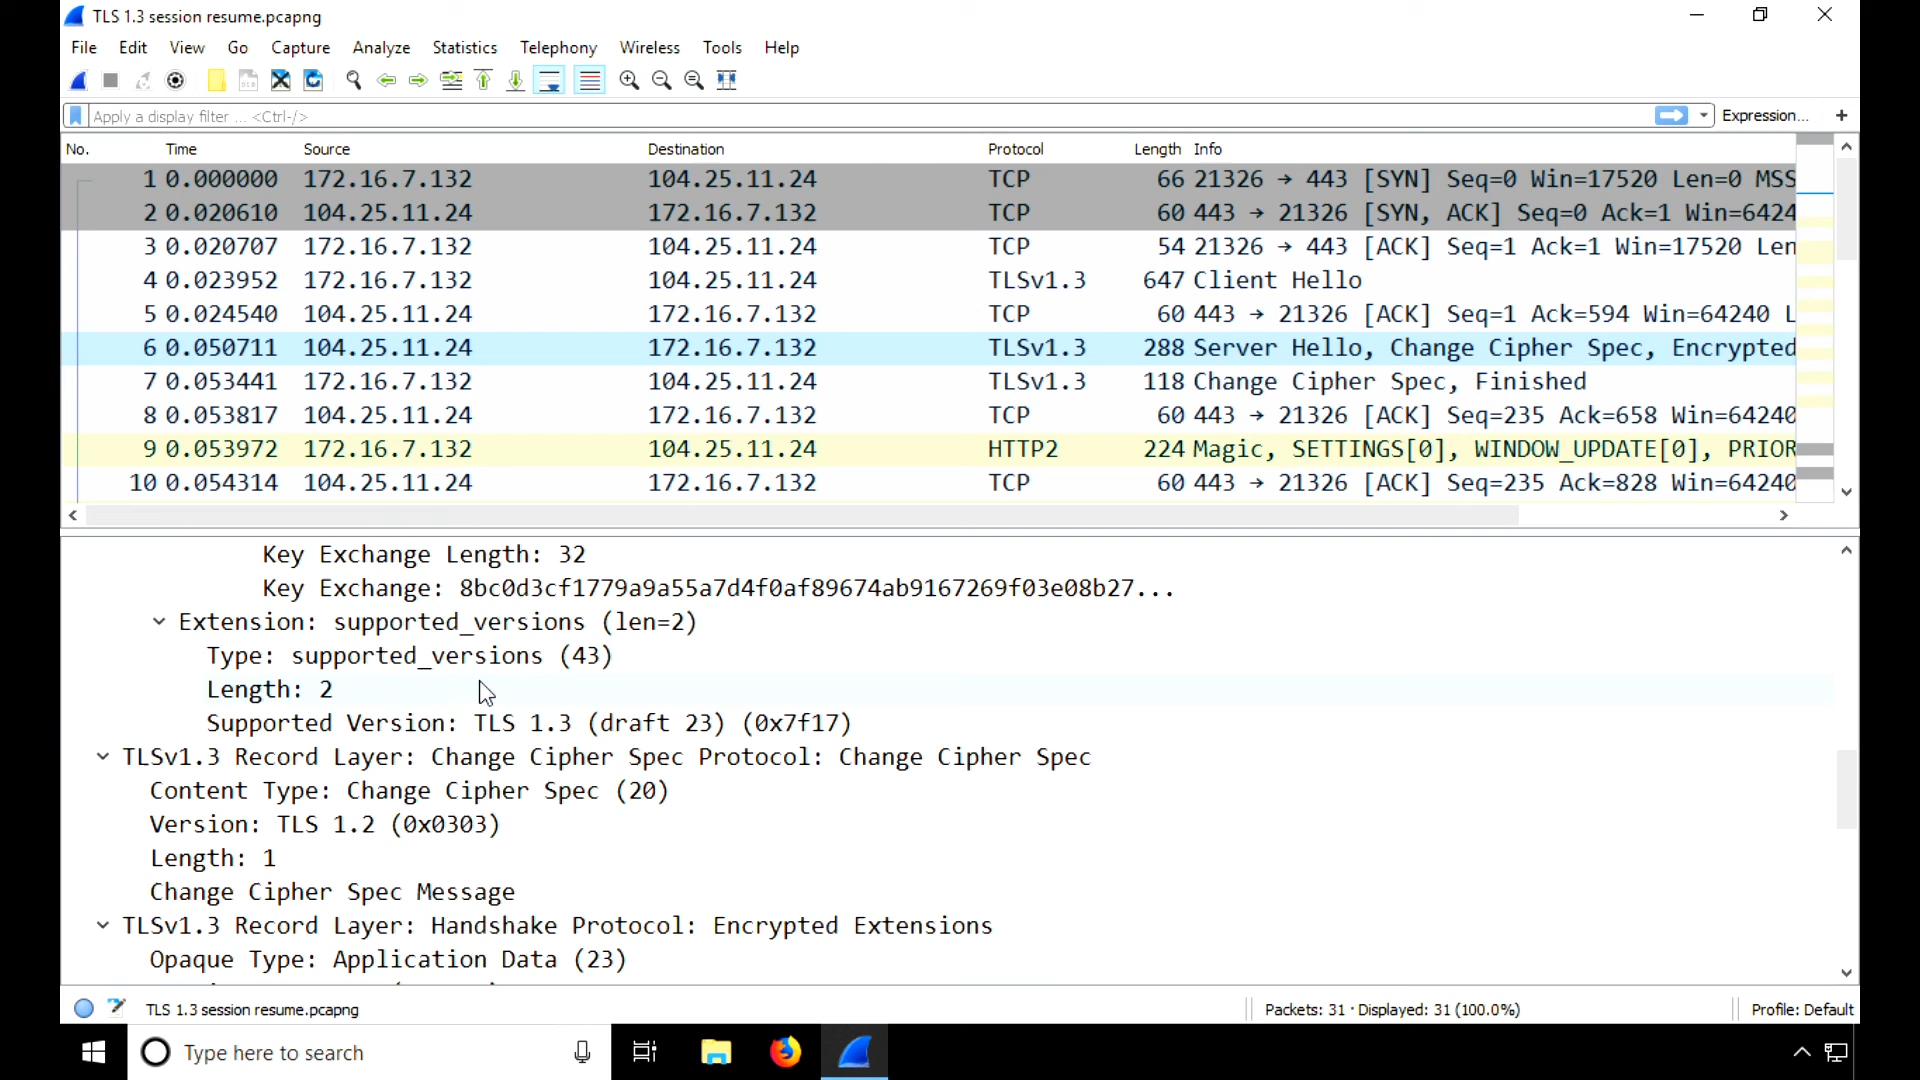 TLS 1.3 session resume.pcapng
File Edit View Go Capture Analyze Statistics Telephony Wireless Tools Help
Apply a display filter ... <Ctrl-/> Expression... +
No. Time Source Destination Protocol Length Info
1 0.000000 172.16.7.132 104.25.11.24 TCP 66 21326 → 443 [SYN] Seq=0 Win=17520 Len=0 MSS
2 0.020610 104.25.11.24 172.16.7.132 TCP 60 443 → 21326 [SYN, ACK] Seq=0 Ack=1 Win=6424
3 0.020707 172.16.7.132 104.25.11.24 TCP 54 21326 → 443 [ACK] Seq=1 Ack=1 Win=17520 Len
4 0.023952 172.16.7.132 104.25.11.24 TLSv1.3 647 Client Hello
5 0.024540 104.25.11.24 172.16.7.132 TCP 60 443 → 21326 [ACK] Seq=1 Ack=594 Win=64240 L
6 0.050711 104.25.11.24 172.16.7.132 TLSv1.3 288 Server Hello, Change Cipher Spec, Encrypted
7 0.053441 172.16.7.132 104.25.11.24 TLSv1.3 118 Change Cipher Spec, Finished
8 0.053817 104.25.11.24 172.16.7.132 TCP 60 443 → 21326 [ACK] Seq=235 Ack=658 Win=64240
9 0.053972 172.16.7.132 104.25.11.24 HTTP2 224 Magic, SETTINGS[0], WINDOW_UPDATE[0], PRIOR
10 0.054314 104.25.11.24 172.16.7.132 TCP 60 443 → 21326 [ACK] Seq=235 Ack=828 Win=64240
Key Exchange Length: 32
Key Exchange: 8bc0d3cf1779a9a55a7d4f0af89674ab9167269f03e08b27...
Extension: supported_versions (len=2)
Type: supported_versions (43)
Length: 2
Supported Version: TLS 1.3 (draft 23) (0x7f17)
TLSv1.3 Record Layer: Change Cipher Spec Protocol: Change Cipher Spec
Content Type: Change Cipher Spec (20)
Version: TLS 1.2 (0x0303)
Length: 1
Change Cipher Spec Message
TLSv1.3 Record Layer: Handshake Protocol: Encrypted Extensions
Opaque Type: Application Data (23)
TLS 1.3 session resume.pcapng Packets: 31 · Displayed: 31 (100.0%) Profile: Default
Type here to search